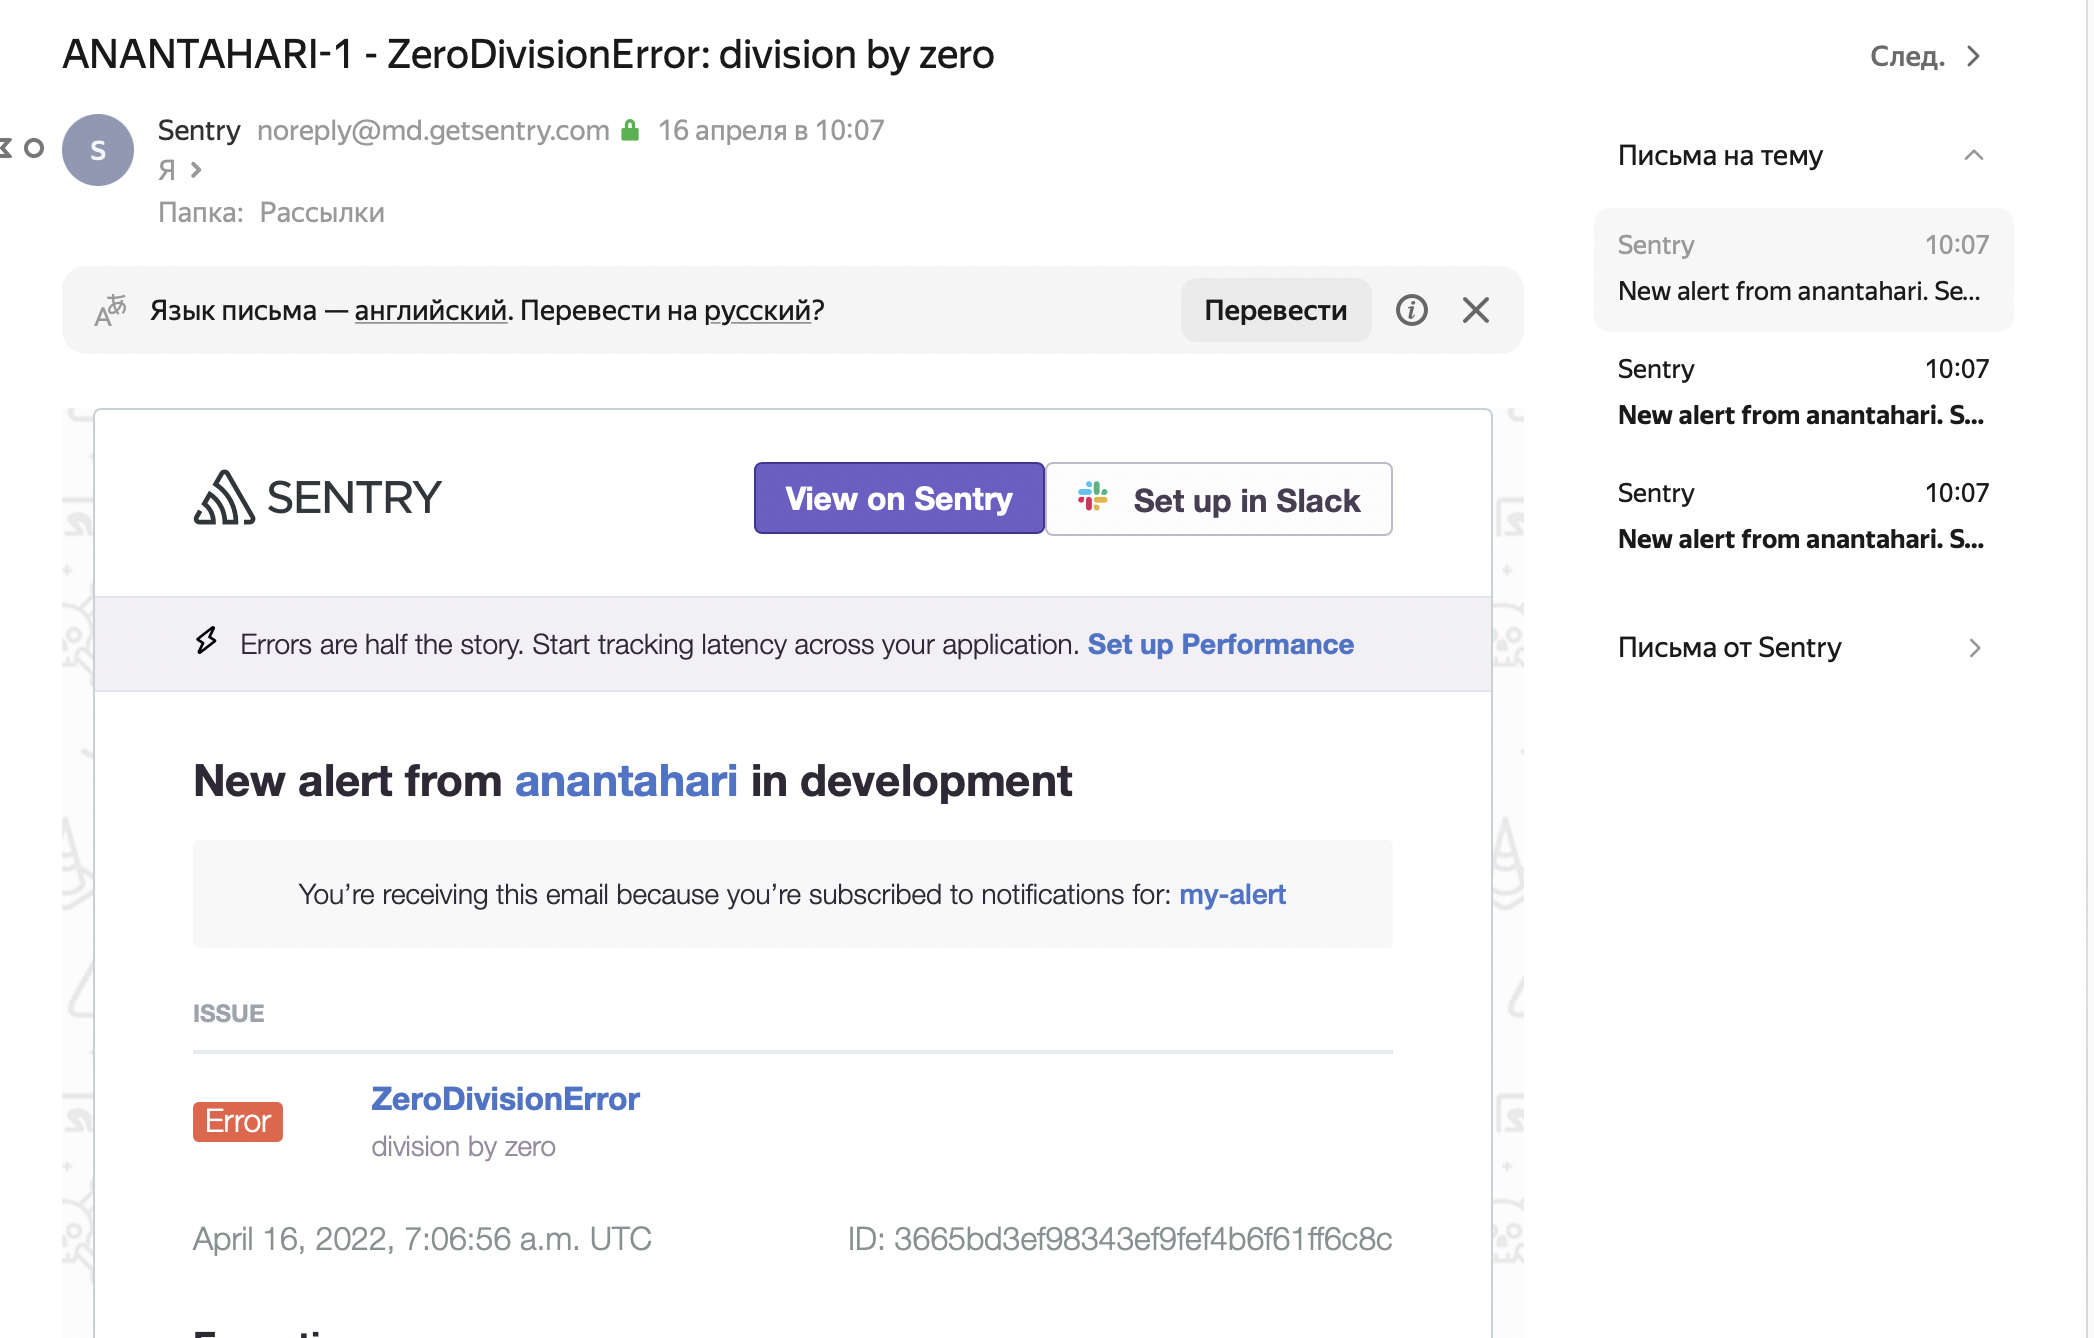 ANANTAHARI-1 - ZeroDivisionError: division by zero
След.
S
Sentry noreply@md.getsentry.com 16 апреля в 10:07
Я
Папка: Рассылки
Язык письма — английский. Перевести на русский?
Перевести
SENTRY
View on Sentry
Set up in Slack
Errors are half the story. Start tracking latency across your application. Set up Performance
New alert from anantahari in development
You’re receiving this email because you’re subscribed to notifications for: my-alert
ISSUE
Error
ZeroDivisionError
division by zero
April 16, 2022, 7:06:56 a.m. UTC
ID: 3665bd3ef98343ef9fef4b6f61ff6c8c
Письма на тему
Sentry 10:07
New alert from anantahari. Se...
Sentry 10:07
New alert from anantahari. S...
Sentry 10:07
New alert from anantahari. S...
Письма от Sentry